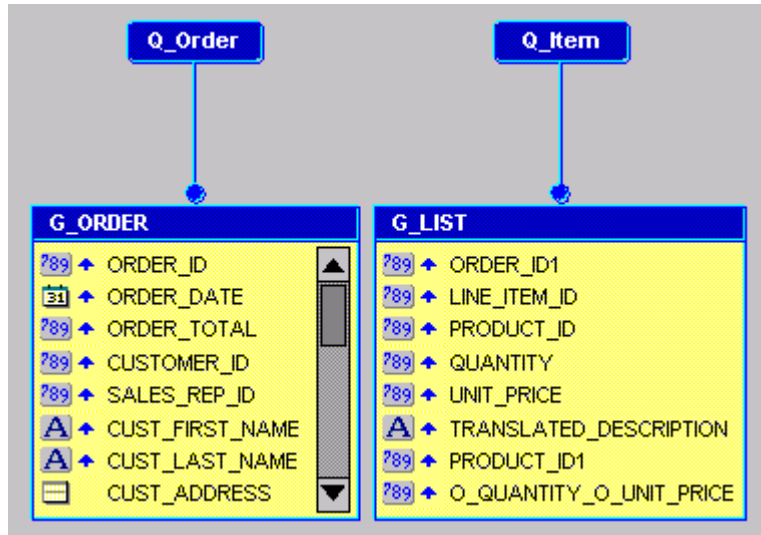 Q_Order
Q_Item
G_ORDER
ORDER_ID
ORDER_DATE
ORDER_TOTAL
CUSTOMER_ID
SALES_REP_ID
CUST_FIRST_NAME
CUST_LAST_NAME
CUST_ADDRESS
G_LIST
ORDER_ID1
LINE_ITEM_ID
PRODUCT_ID
QUANTITY
UNIT_PRICE
TRANSLATED_DESCRIPTION
PRODUCT_ID1
O_QUANTITY_O_UNIT_PRICE